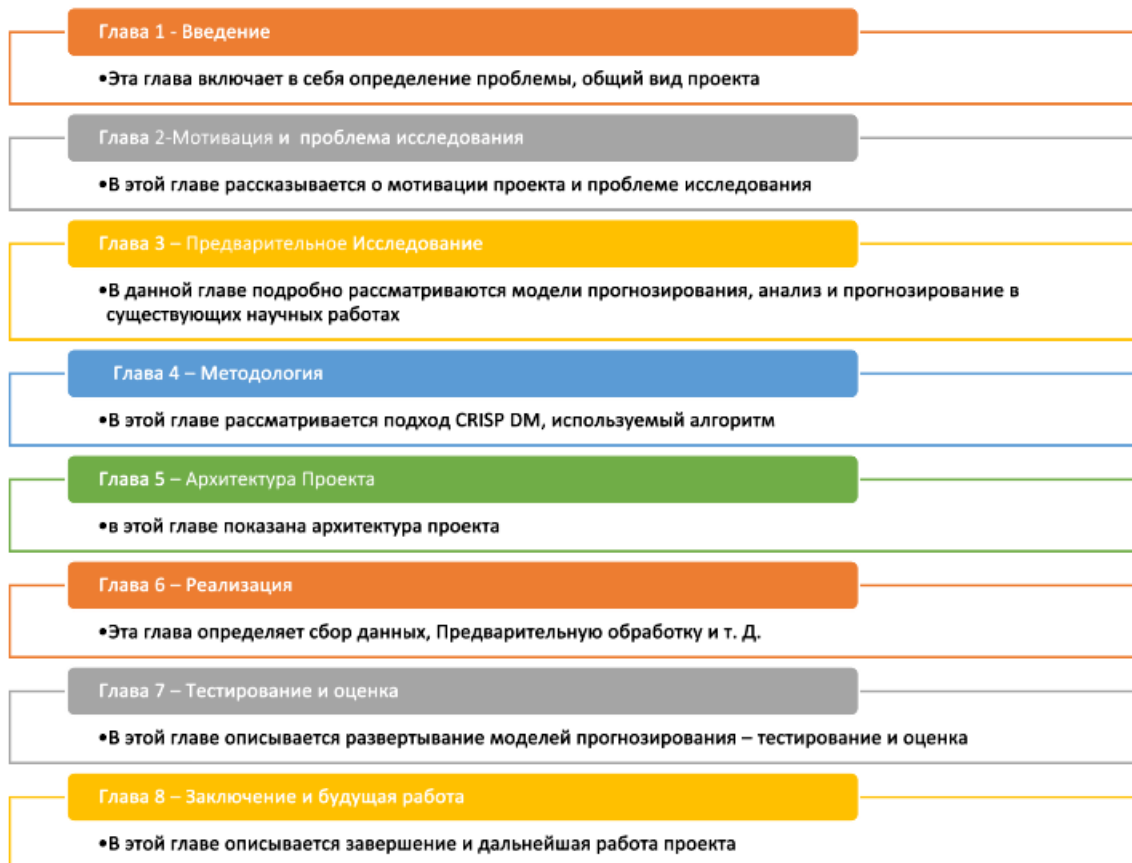 Глава 1 - Введение
•Эта глава включает в себя определение проблемы, общий вид проекта
Глава 2-Мотивация и проблема исследования
•В этой главе рассказывается о мотивации проекта и проблеме исследования
Глава 3 – Предварительное Исследование
•В данной главе подробно рассматриваются модели прогнозирования, анализ и прогнозирование в
существующих научных работах
Глава 4 – Методология
•В этой главе рассматривается подход CRISP DM, используемый алгоритм
Глава 5 – Архитектура Проекта
•в этой главе показана архитектура проекта
Глава 6 – Реализация
•Эта глава определяет сбор данных, Предварительную обработку и т. Д.
Глава 7 – Тестирование и оценка
•В этой главе описывается развертывание моделей прогнозирования – тестирование и оценка
Глава 8 – Заключение и будущая работа
•В этой главе описывается завершение и дальнейшая работа проекта